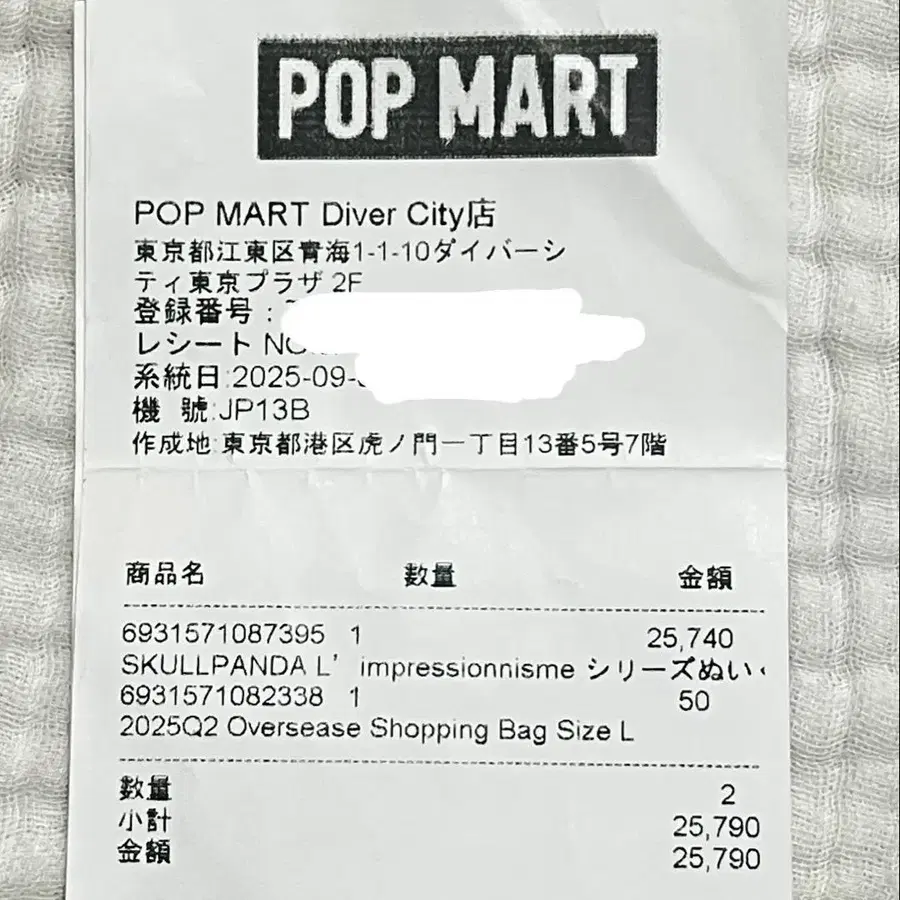 POP MART
POP MART Diver City店
東京都江東区青海1-1-10ダイバーシ
ティ東京プラザ 2F
登録番号:
レシート NO
系統日:2025-09-
機 號:JP13B
作成地:東京都港区虎ノ門一丁目13番5号7階
商品名 数量 金額
6931571087395 1 25,740
SKULLPANDA L’ impressionnisme シリーズぬい
6931571082338 1 50
2025Q2 Oversease Shopping Bag Size L
数量 2
小計 25,790
金額 25,790